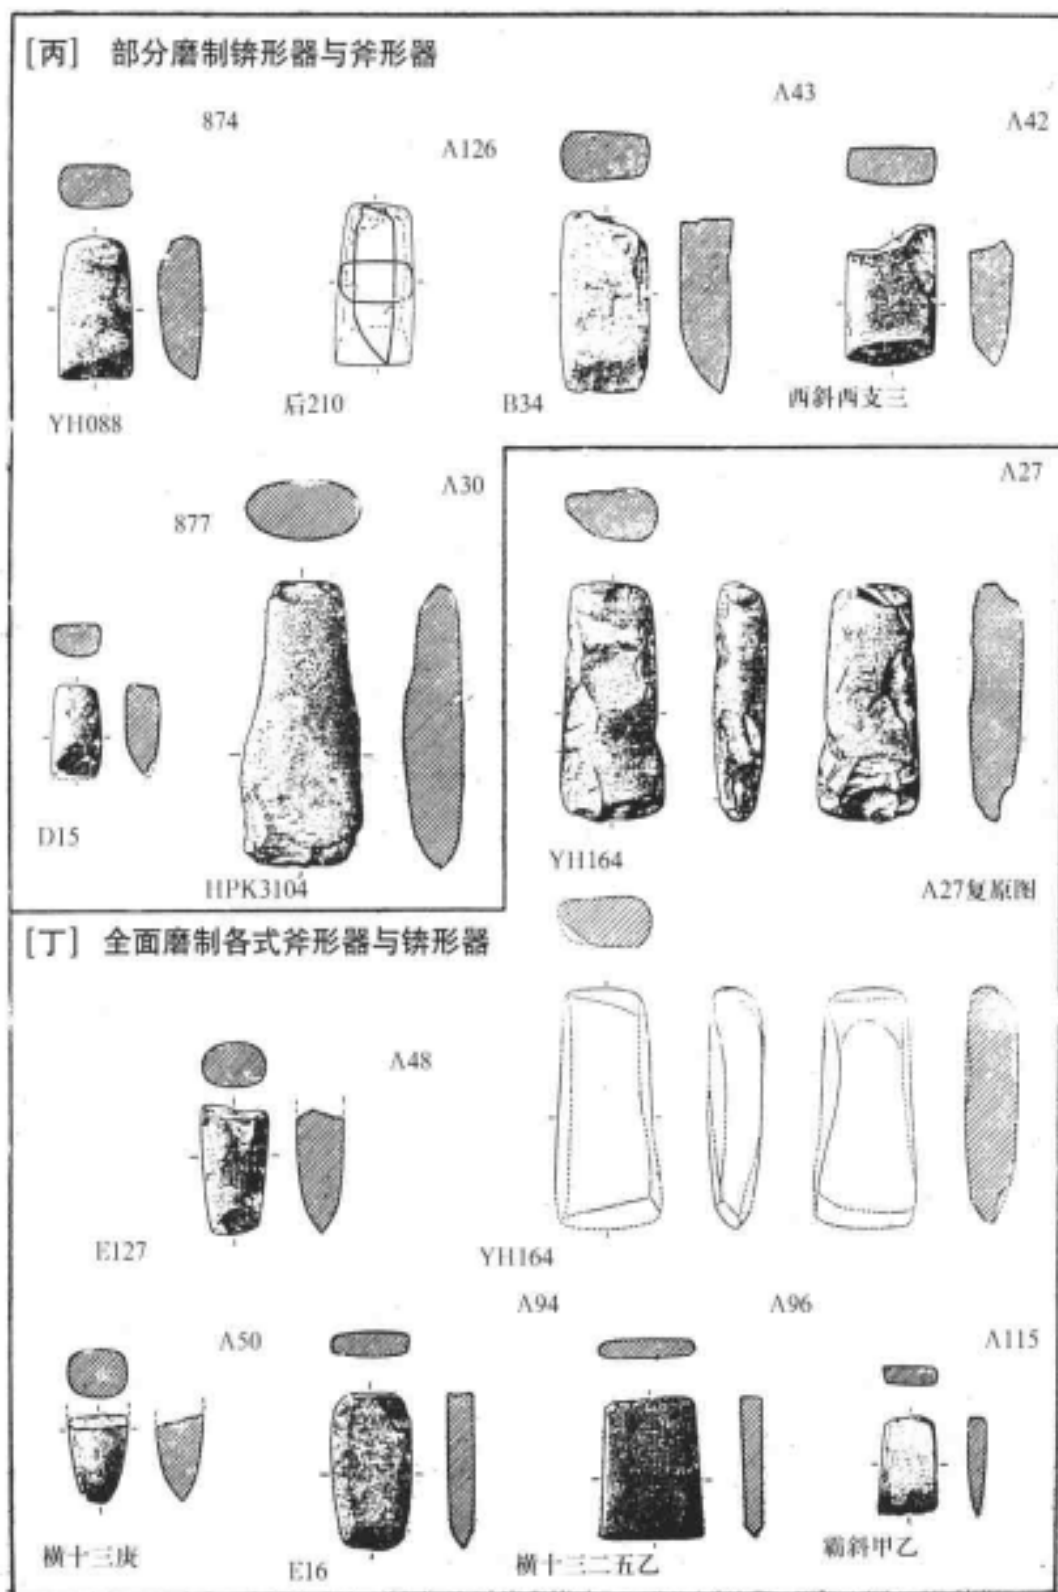 [丙] 部分磨制锛形器与斧形器
874
A126
A43
A42
YH088
后210
B34
西斜西支三
877
A30
A27
D15
HPK3104
YH164
A27复原图
[丁] 全面磨制各式斧形器与锛形器
A48
E127
YH164
A50
A94
A96
A115
横十三庚
E16
横十三二五乙
霸斜甲乙